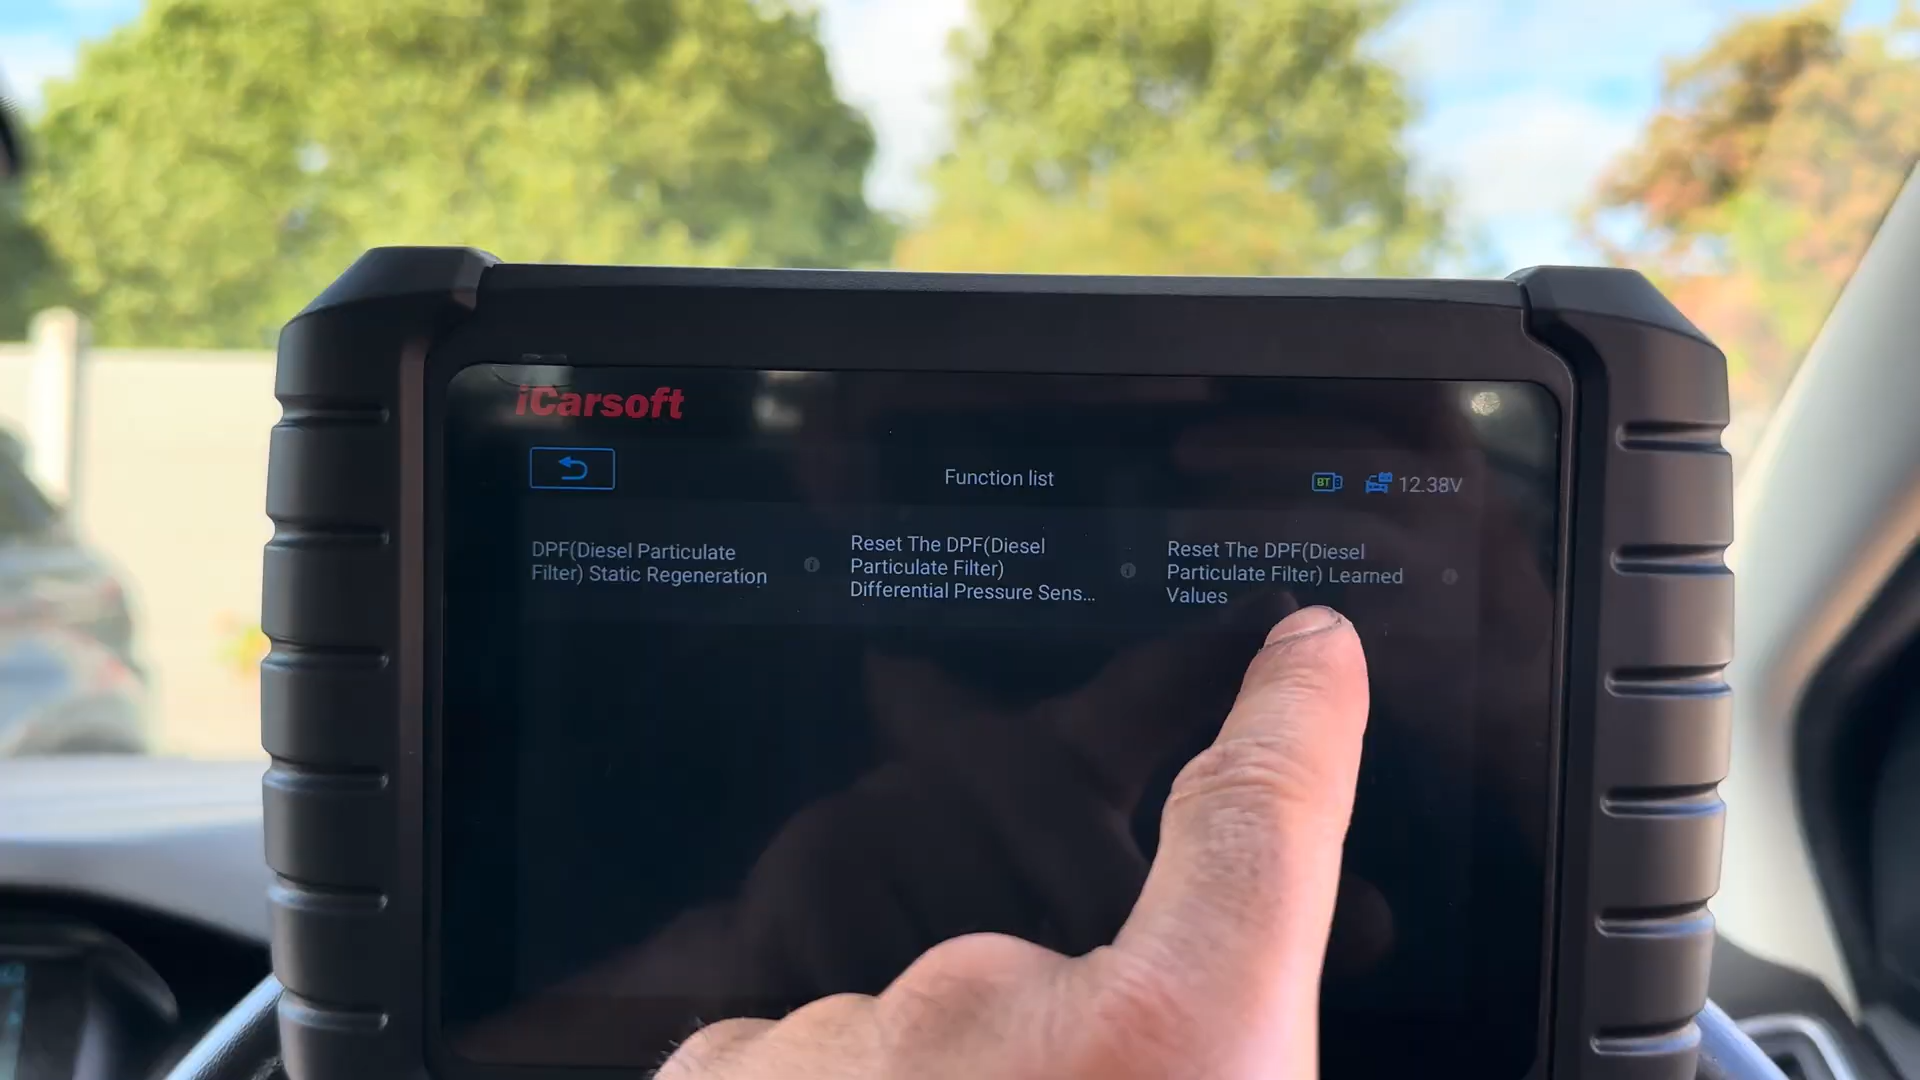 iCarsoft
Function list
BT
12.38V
DPF(Diesel Particulate
Filter) Static Regeneration
Reset The DPF(Diesel
Particulate Filter)
Differential Pressure Sens...
Reset The DPF(Diesel
Particulate Filter) Learned
Values